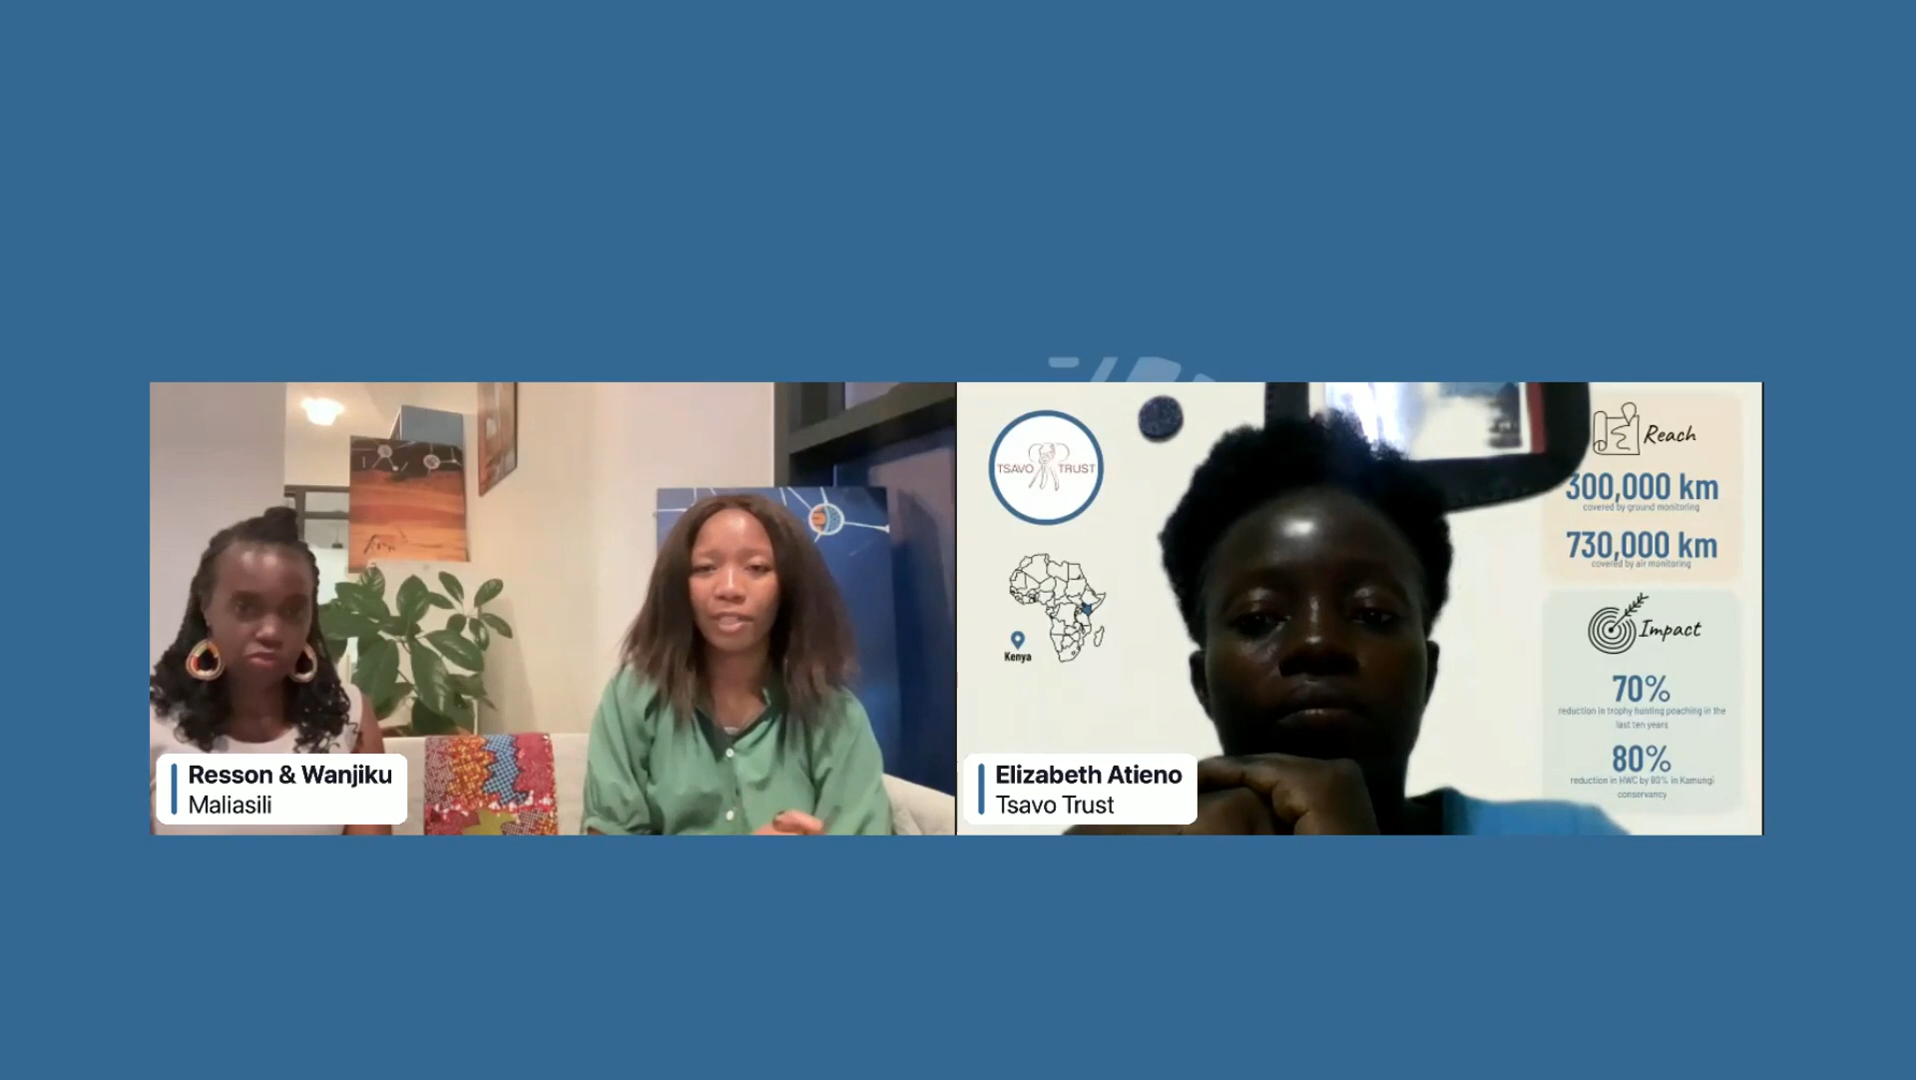 Resson & Wanjiku
Maliasili
TSAVO TRUST
Kenya
Elizabeth Atieno
Tsavo Trust
Reach
300,000 km
covered by ground monitoring
730,000 km
covered by air monitoring
Impact
70%
reduction in trophy hunting poaching in the
last ten years
80%
reduction in HWC by 80% in Kamungi
conservancy